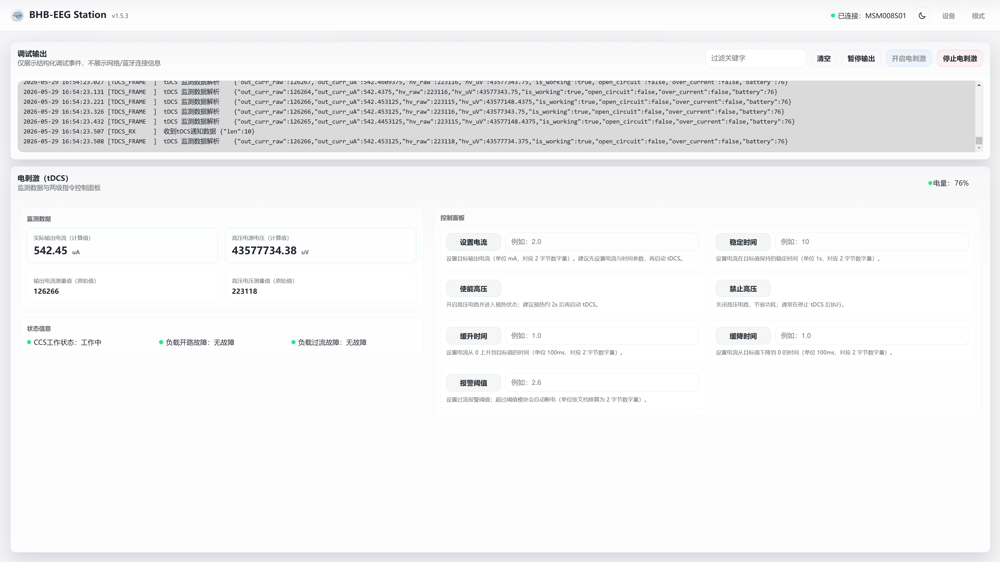 BHB-EEG Station v1.5.3
已连接：MSM008S01
设备
模式
调试输出
仅展示结构化调试事件，不展示网络/蓝牙连接信息
过滤关键字
清空
暂停输出
开启电刺激
停止电刺激
2026-05-29 16:54:23.027 [TDCS_FRAME  ]  tDCS 监测数据解析    {"out_curr_raw":126267,"out_curr_uA":542.4609375,"hv_raw":223116,"hv_uV":43577343.75,"is_working":true,"open_circuit":false,"over_current":false,"battery":76}
2026-05-29 16:54:23.131 [TDCS_FRAME  ]  tDCS 监测数据解析    {"out_curr_raw":126264,"out_curr_uA":542.4375,"hv_raw":223116,"hv_uV":43577343.75,"is_working":true,"open_circuit":false,"over_current":false,"battery":76}
2026-05-29 16:54:23.221 [TDCS_FRAME  ]  tDCS 监测数据解析    {"out_curr_raw":126266,"out_curr_uA":542.453125,"hv_raw":223115,"hv_uV":43577148.4375,"is_working":true,"open_circuit":false,"over_current":false,"battery":76}
2026-05-29 16:54:23.326 [TDCS_FRAME  ]  tDCS 监测数据解析    {"out_curr_raw":126266,"out_curr_uA":542.453125,"hv_raw":223116,"hv_uV":43577343.75,"is_working":true,"open_circuit":false,"over_current":false,"battery":76}
2026-05-29 16:54:23.432 [TDCS_FRAME  ]  tDCS 监测数据解析    {"out_curr_raw":126265,"out_curr_uA":542.4453125,"hv_raw":223115,"hv_uV":43577148.4375,"is_working":true,"open_circuit":false,"over_current":false,"battery":76}
2026-05-29 16:54:23.507 [TDCS_RX     ]  收到tDCS通知数据 {"len":10}
2026-05-29 16:54:23.508 [TDCS_FRAME  ]  tDCS 监测数据解析    {"out_curr_raw":126266,"out_curr_uA":542.453125,"hv_raw":223118,"hv_uV":43577734.375,"is_working":true,"open_circuit":false,"over_current":false,"battery":76}
电刺激（tDCS）
监测数据与两级指令控制面板
电量：76%
监测数据
实际输出电流（计算值）
542.45 uA
高压电源电压（计算值）
43577734.38 uV
输出电流测量值（原始值）
126266
高压电压测量值（原始值）
223118
状态信息
CCS工作状态：工作中
负载开路故障：无故障
负载过流故障：无故障
控制面板
设置电流
例如：2.0
设置目标输出电流（单位 mA，对应 2 字节数字量）。建议先设置电流与时间参数，再启动 tDCS。
稳定时间
例如：10
设置电流在目标值保持的稳定时间（单位 1s，对应 2 字节数字量）。
使能高压
开启高压电路并进入预热状态；建议预热约 2s 后再启动 tDCS。
禁止高压
关闭高压电路，节省功耗；通常在停止 tDCS 后执行。
缓升时间
例如：1.0
设置电流从 0 上升到目标值的时间（单位 100ms，对应 2 字节数字量）。
缓降时间
例如：1.0
设置电流从目标值下降到 0 的时间（单位 100ms，对应 2 字节数字量）。
报警阈值
例如：2.6
设置过流报警阈值；超过阈值模块会自动断电（单位按文档换算为 2 字节数字量）。